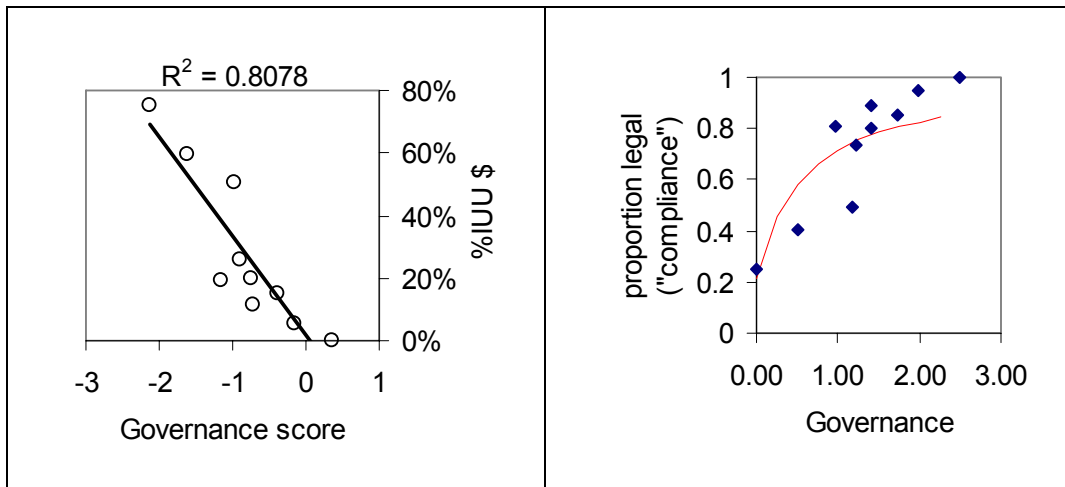 R² = 0.8078
80%
60%
40%
20%
0%
%IUU $
-3 -2 -1 0 1
Governance score
1
0.8
0.6
0.4
0.2
0
proportion legal
("compliance")
0.00 1.00 2.00 3.00
Governance